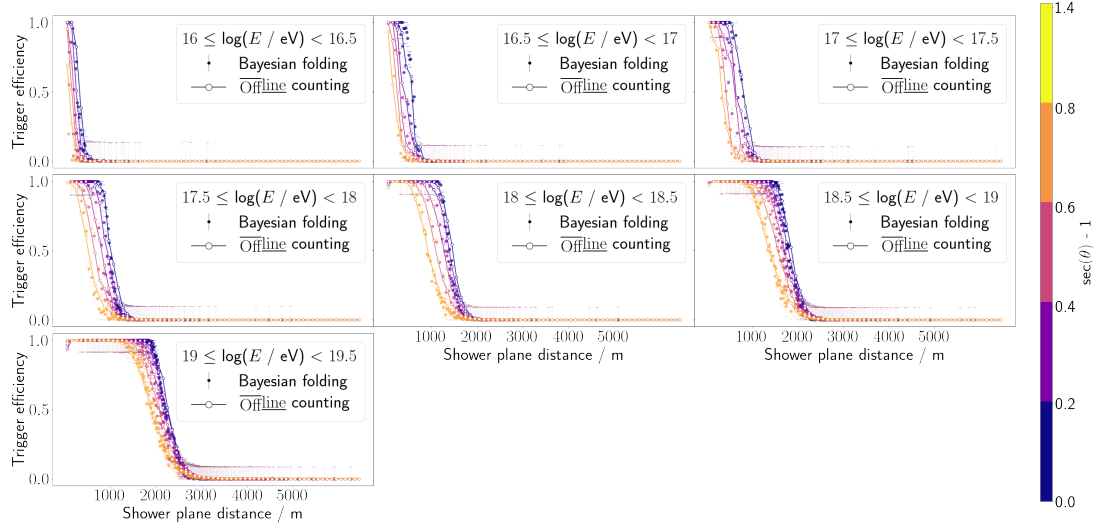 Trigger efficiency
1.0
0.5
0.0
16 ≤ log(E / eV) < 16.5
Bayesian folding
Offline counting
16.5 ≤ log(E / eV) < 17
Bayesian folding
Offline counting
17 ≤ log(E / eV) < 17.5
Bayesian folding
Offline counting
Trigger efficiency
1.0
0.5
0.0
17.5 ≤ log(E / eV) < 18
Bayesian folding
Offline counting
18 ≤ log(E / eV) < 18.5
Bayesian folding
Offline counting
1000 2000 3000 4000 5000
Shower plane distance / m
18.5 ≤ log(E / eV) < 19
Bayesian folding
Offline counting
1000 2000 3000 4000 5000
Shower plane distance / m
Trigger efficiency
1.0
0.5
0.0
19 ≤ log(E / eV) < 19.5
Bayesian folding
Offline counting
1000 2000 3000 4000 5000
Shower plane distance / m
1.4
0.8
0.6
0.4
0.2
0.0
sec(θ) - 1